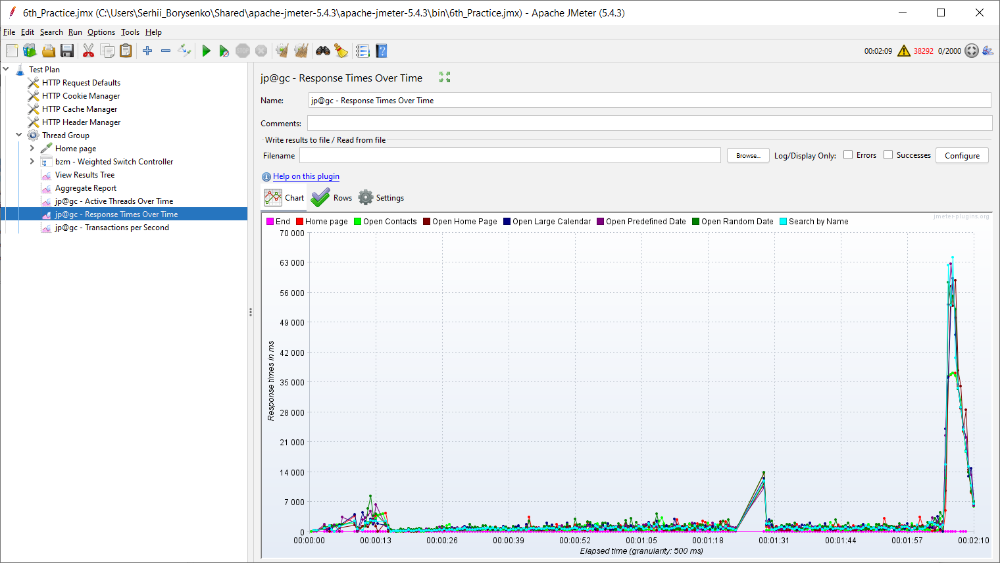 6th_Practice.jmx (C:\Users\Serhii_Borysenko\Shared\apache-jmeter-5.4.3\apache-jmeter-5.4.3\bin\6th_Practice.jmx) - Apache JMeter (5.4.3)
File Edit Search Run Options Tools Help
STOP
00:02:09 38292 0/2000
Test Plan
HTTP Request Defaults
HTTP Cookie Manager
HTTP Cache Manager
HTTP Header Manager
Thread Group
Home page
bzm - Weighted Switch Controller
View Results Tree
Aggregate Report
jp@gc - Active Threads Over Time
jp@gc - Response Times Over Time
jp@gc - Transactions per Second
jp@gc - Response Times Over Time
Name: jp@gc - Response Times Over Time
Comments:
Write results to file / Read from file
Filename Browse... Log/Display Only: Errors Successes Configure
Help on this plugin
Chart Rows Settings
jmeter-plugins.org
End Home page Open Contacts Open Home Page Open Large Calendar Open Predefined Date Open Random Date Search by Name
70 000
63 000
56 000
49 000
42 000
35 000
28 000
21 000
14 000
7 000
0
Response times in ms
00:00:00 00:00:13 00:00:26 00:00:39 00:00:52 00:01:05 00:01:18 00:01:31 00:01:44 00:01:57 00:02:10
Elapsed time (granularity: 500 ms)